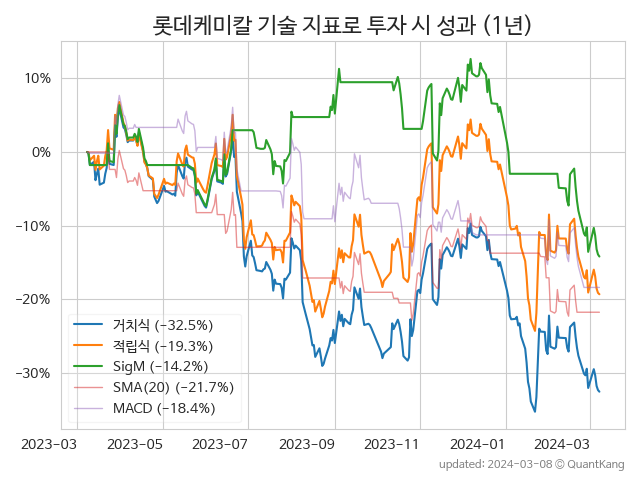 롯데케미칼 기술 지표로 투자 시 성과 (1년)
10%
0%
−10%
−20%
−30%
거치식 (−32.5%)
적립식 (−19.3%)
SigM (−14.2%)
SMA(20) (−21.7%)
MACD (−18.4%)
2023−03 2023−05 2023−07 2023−09 2023−11 2024−01 2024−03
updated: 2024−03−08 ⓒ QuantKang